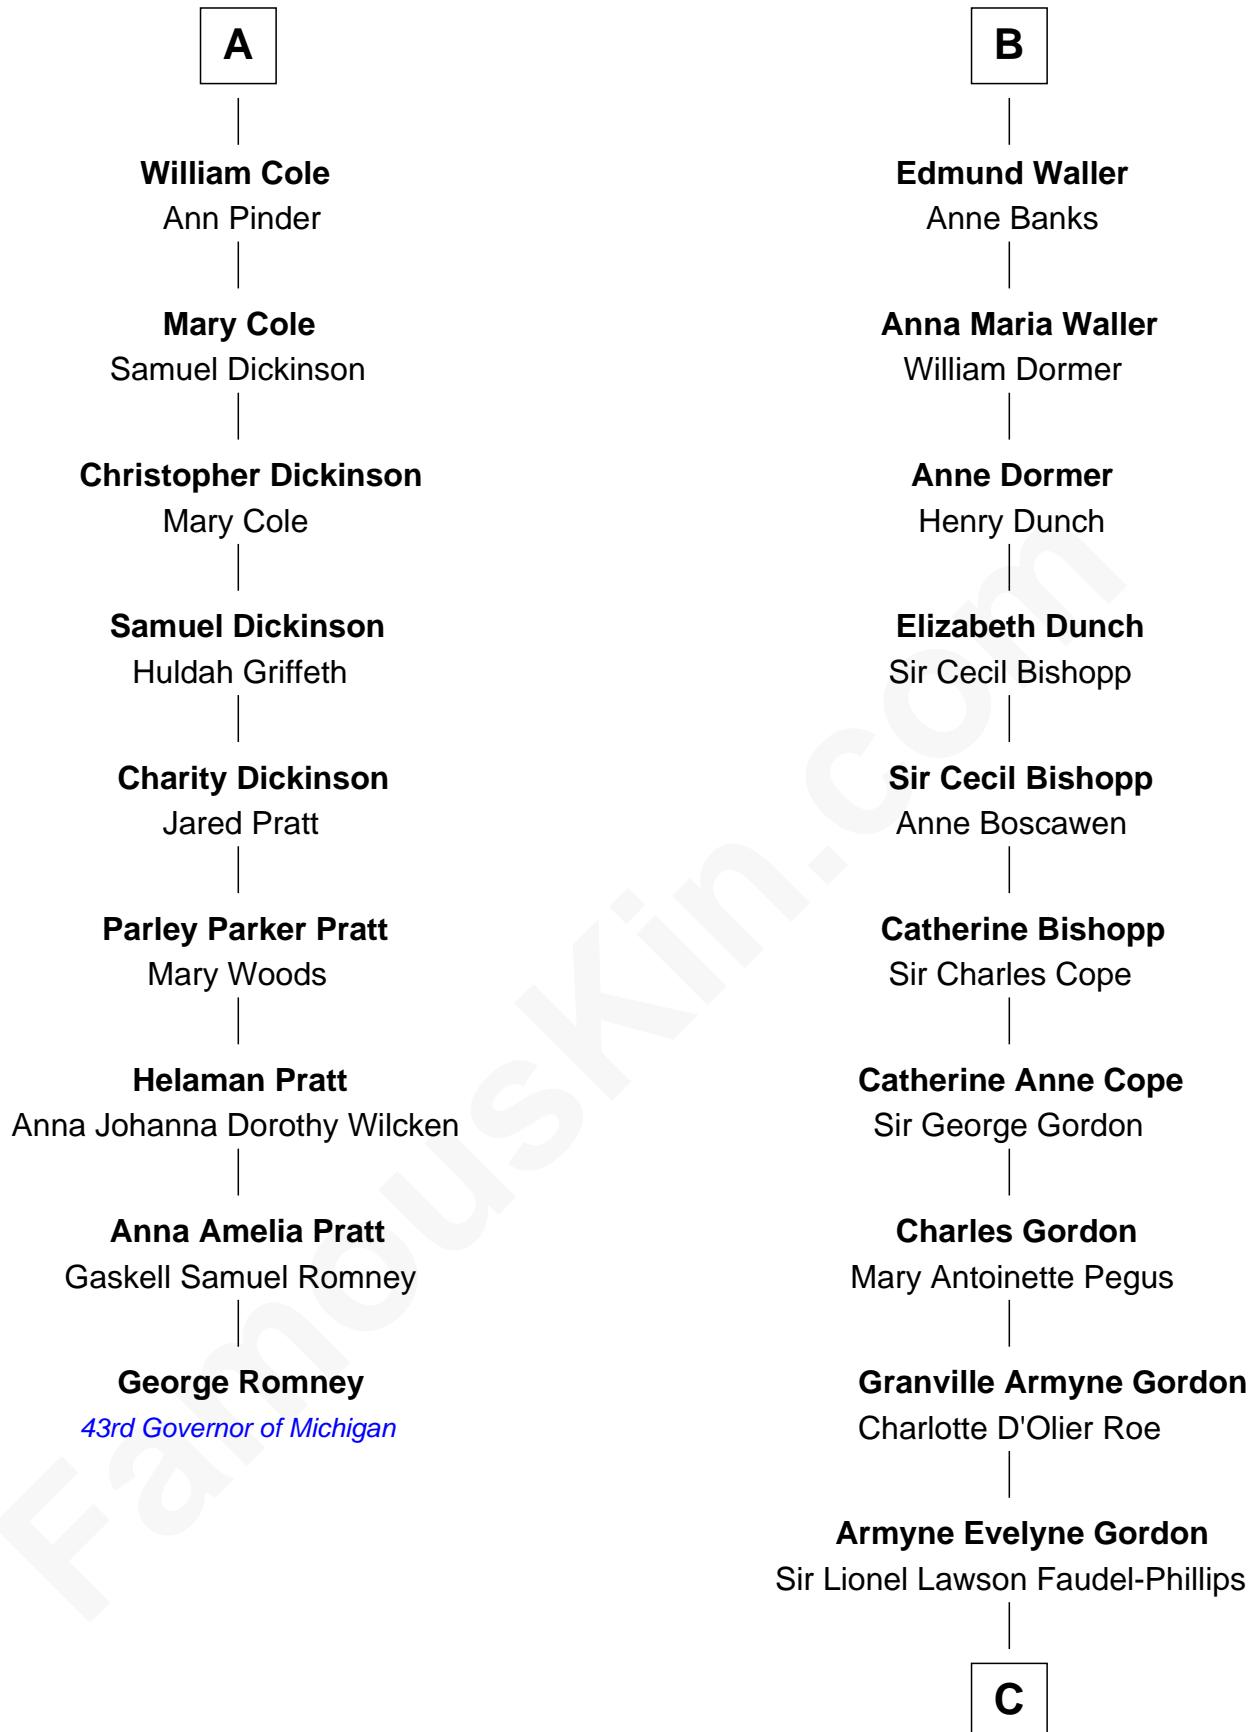 A
William Cole
Ann Pinder
Mary Cole
Samuel Dickinson
Christopher Dickinson
Mary Cole
Samuel Dickinson
Huldah Griffeth
Charity Dickinson
Jared Pratt
Parley Parker Pratt
Mary Woods
Helaman Pratt
Anna Johanna Dorothy Wilcken
Anna Amelia Pratt
Gaskell Samuel Romney
George Romney
43rd Governor of Michigan
B
Edmund Waller
Anne Banks
Anna Maria Waller
William Dormer
Anne Dormer
Henry Dunch
Elizabeth Dunch
Sir Cecil Bishopp
Sir Cecil Bishopp
Anne Boscawen
Catherine Bishopp
Sir Charles Cope
Catherine Anne Cope
Sir George Gordon
Charles Gordon
Mary Antoinette Pegus
Granville Armyne Gordon
Charlotte D'Olier Roe
Armyne Evelyne Gordon
Sir Lionel Lawson Faudel-Phillips
C
FamousKin.com